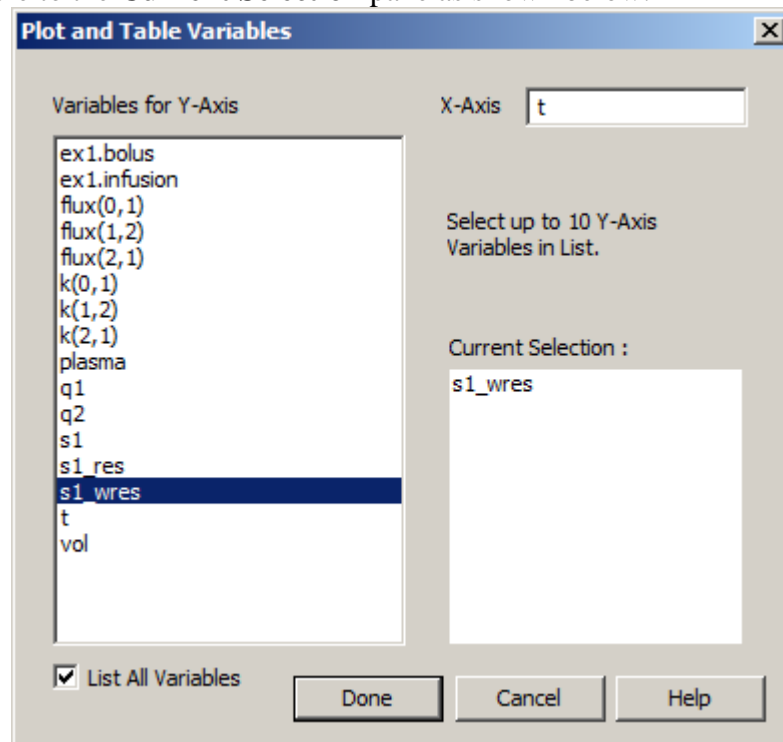 Plot and Table Variables
Variables for Y-Axis
X-Axis t
ex1.bolus
ex1.infusion
flux(0,1)
flux(1,2)
flux(2,1)
k(0,1)
k(1,2)
k(2,1)
plasma
q1
q2
s1
s1_res
s1_wres
t
vol
Select up to 10 Y-Axis
Variables in List.
Current Selection :
s1_wres
List All Variables
Done
Cancel
Help